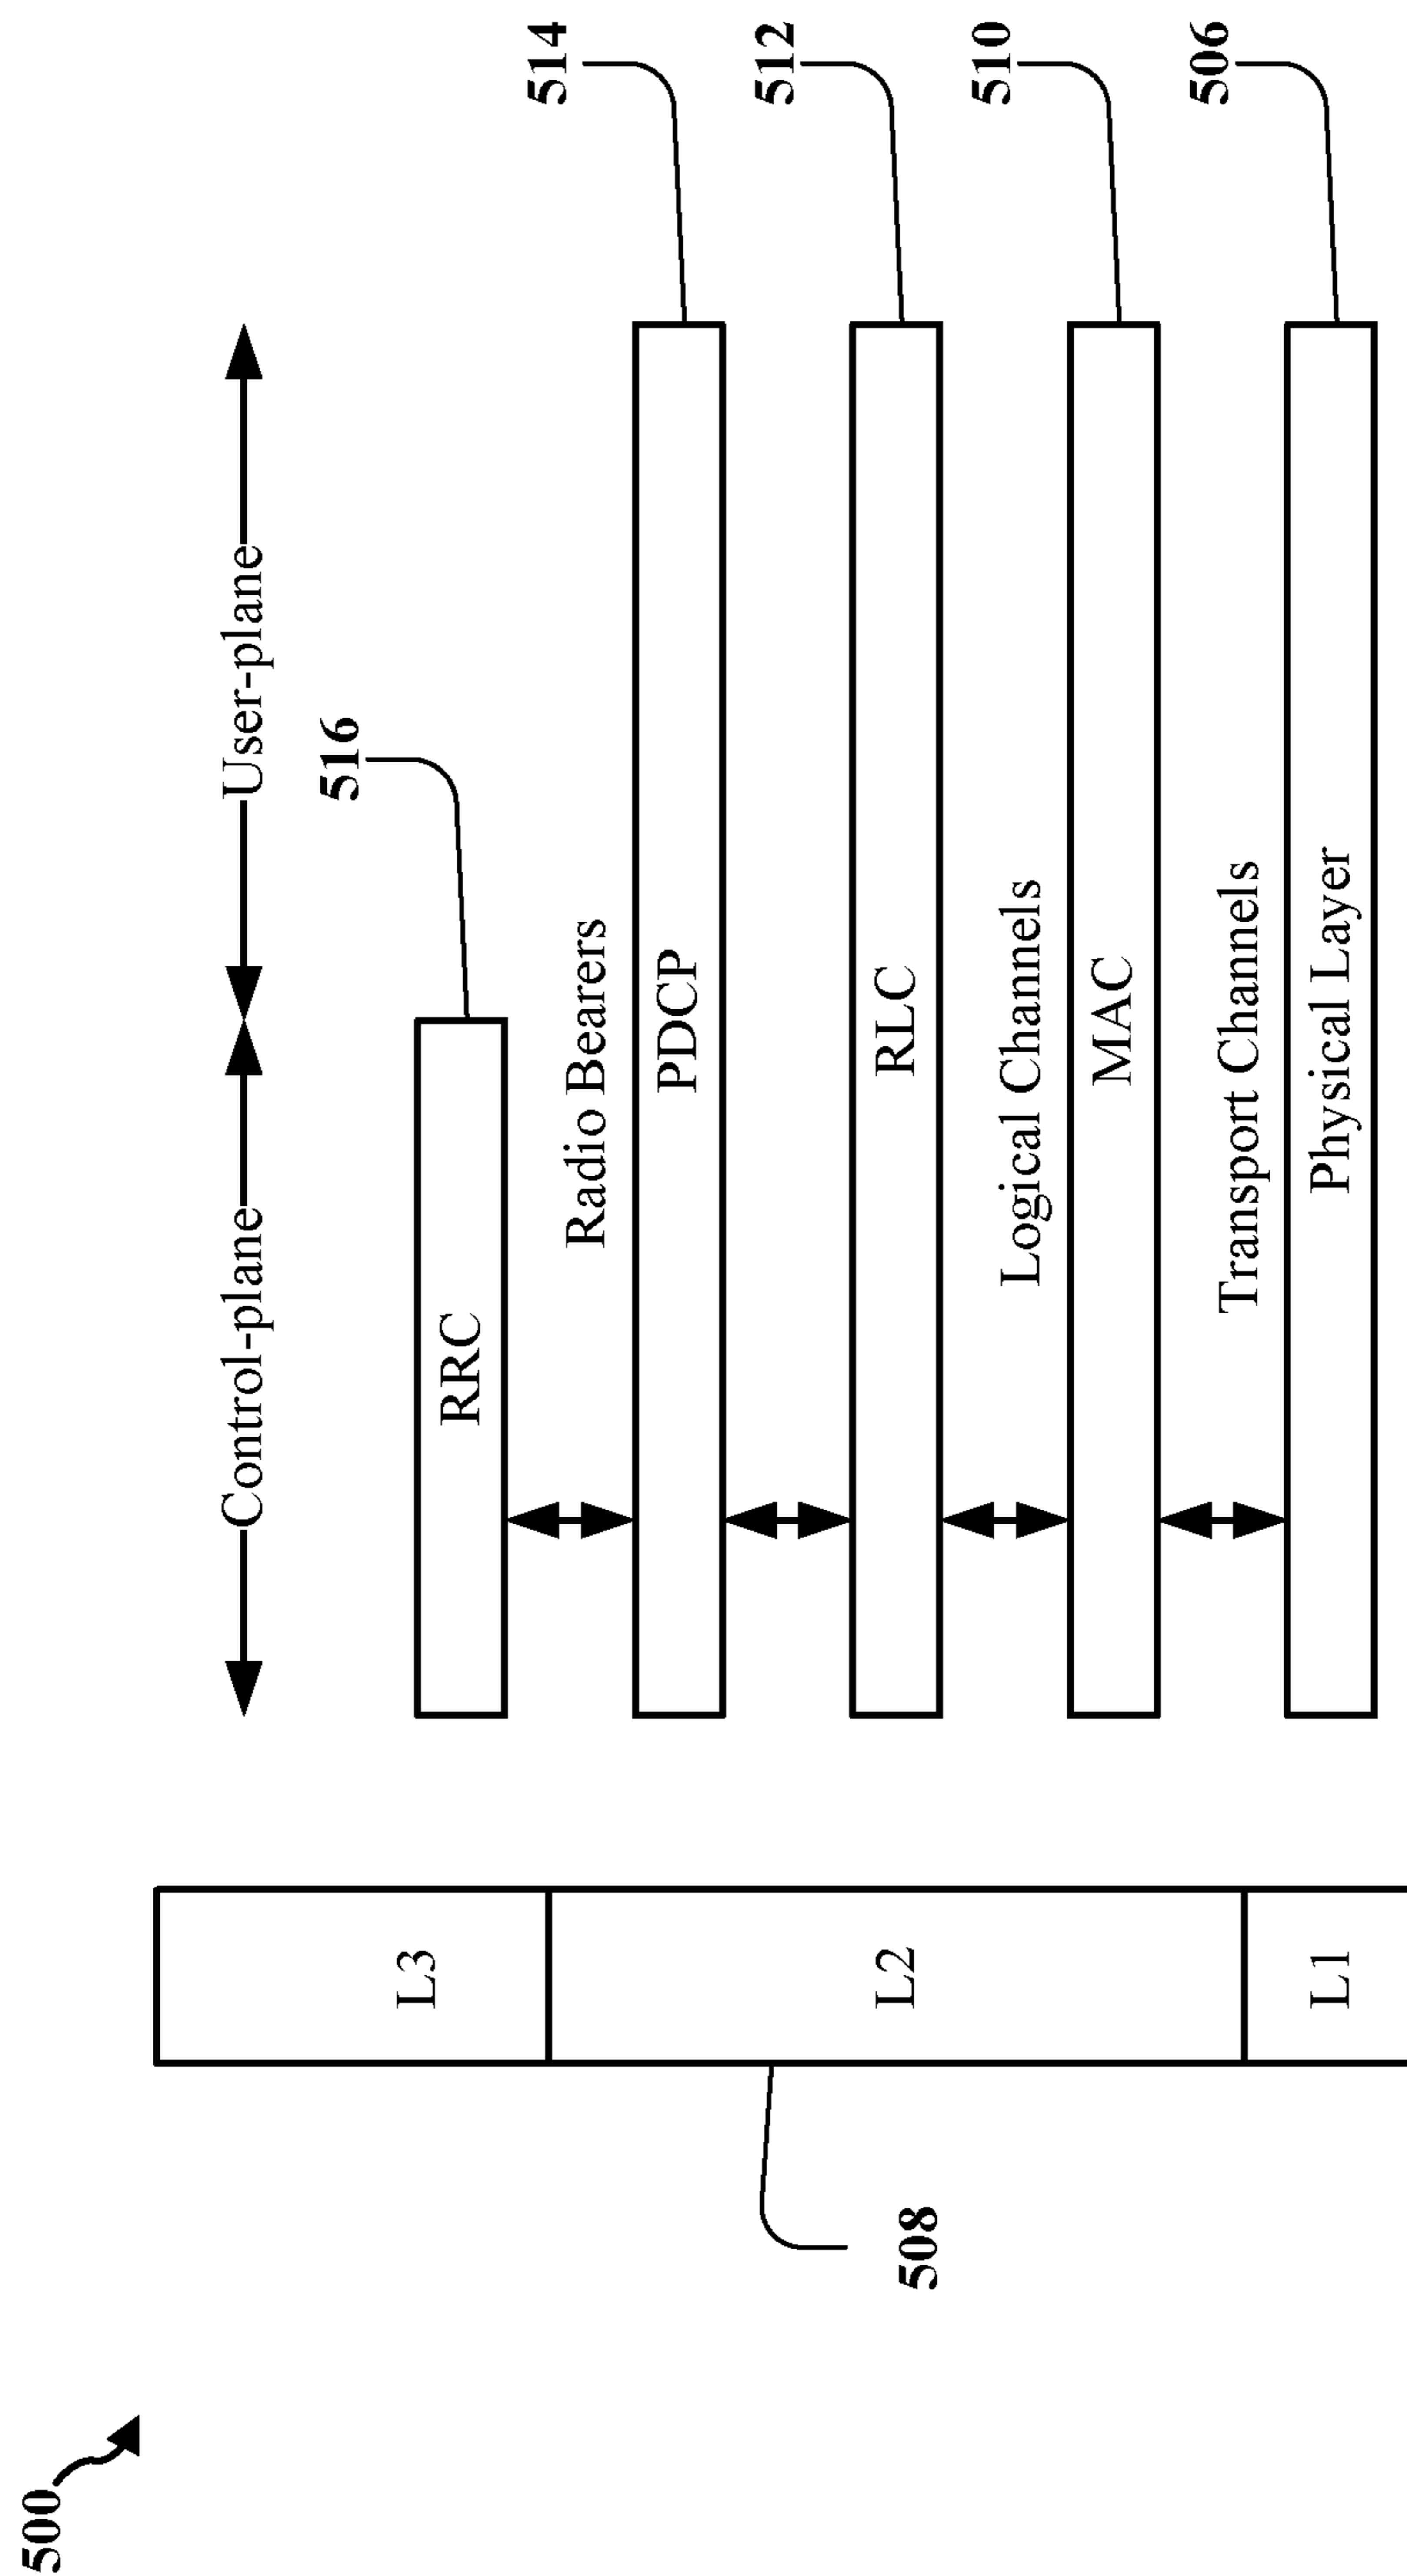 500
Control-plane
User-plane
516
L3
RRC
Radio Bearers
514
PDCP
508
L2
512
RLC
Logical Channels
510
MAC
Transport Channels
506
L1
Physical Layer